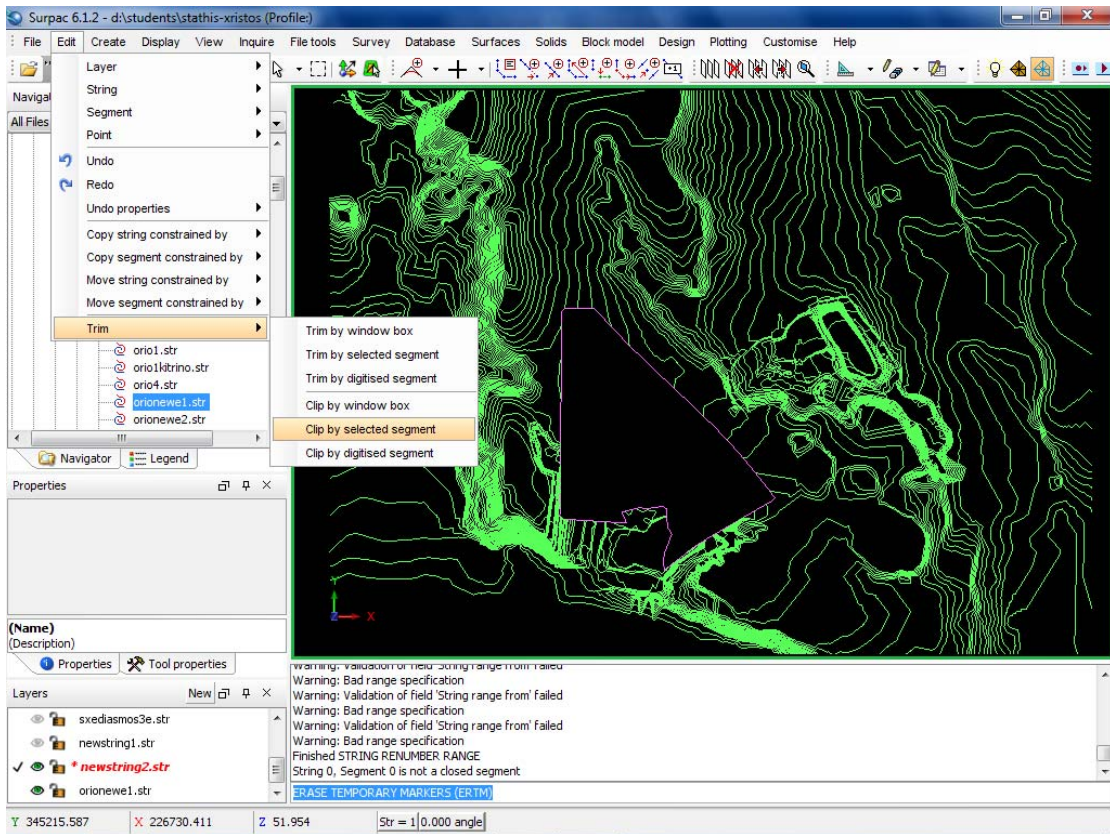 Surpac 6.1.2 - d:\students\stathis-xristos (Profile:)
File Edit Create Display View Inquire File tools Survey Database Surfaces Solids Block model Design Plotting Customise Help
Layer
String
Segment
Point
Undo
Redo
Undo properties
Copy string constrained by
Copy segment constrained by
Move string constrained by
Move segment constrained by
Trim
Trim by window box
Trim by selected segment
Trim by digitised segment
Clip by window box
Clip by selected segment
Clip by digitised segment
Naviga
All Files
orio1.str
orio1kitrino.str
orio4.str
orionewe1.str
orionewe2.str
Navigator Legend
Properties
(Name)
(Description)
Properties Tool properties
Layers New
sxediasmos3e.str
newstring1.str
* newstring2.str
orionewe1.str
Y
Z X
Warning: Validation of field 'String range from' failed
Warning: Bad range specification
Warning: Validation of field 'String range from' failed
Warning: Bad range specification
Warning: Validation of field 'String range from' failed
Warning: Bad range specification
Finished STRING RENUMBER RANGE
String 0, Segment 0 is not a closed segment
ERASE TEMPORARY MARKERS (ERTM)
Y 345215.587 X 226730.411 Z 51.954 Str = 1 0.000 angle